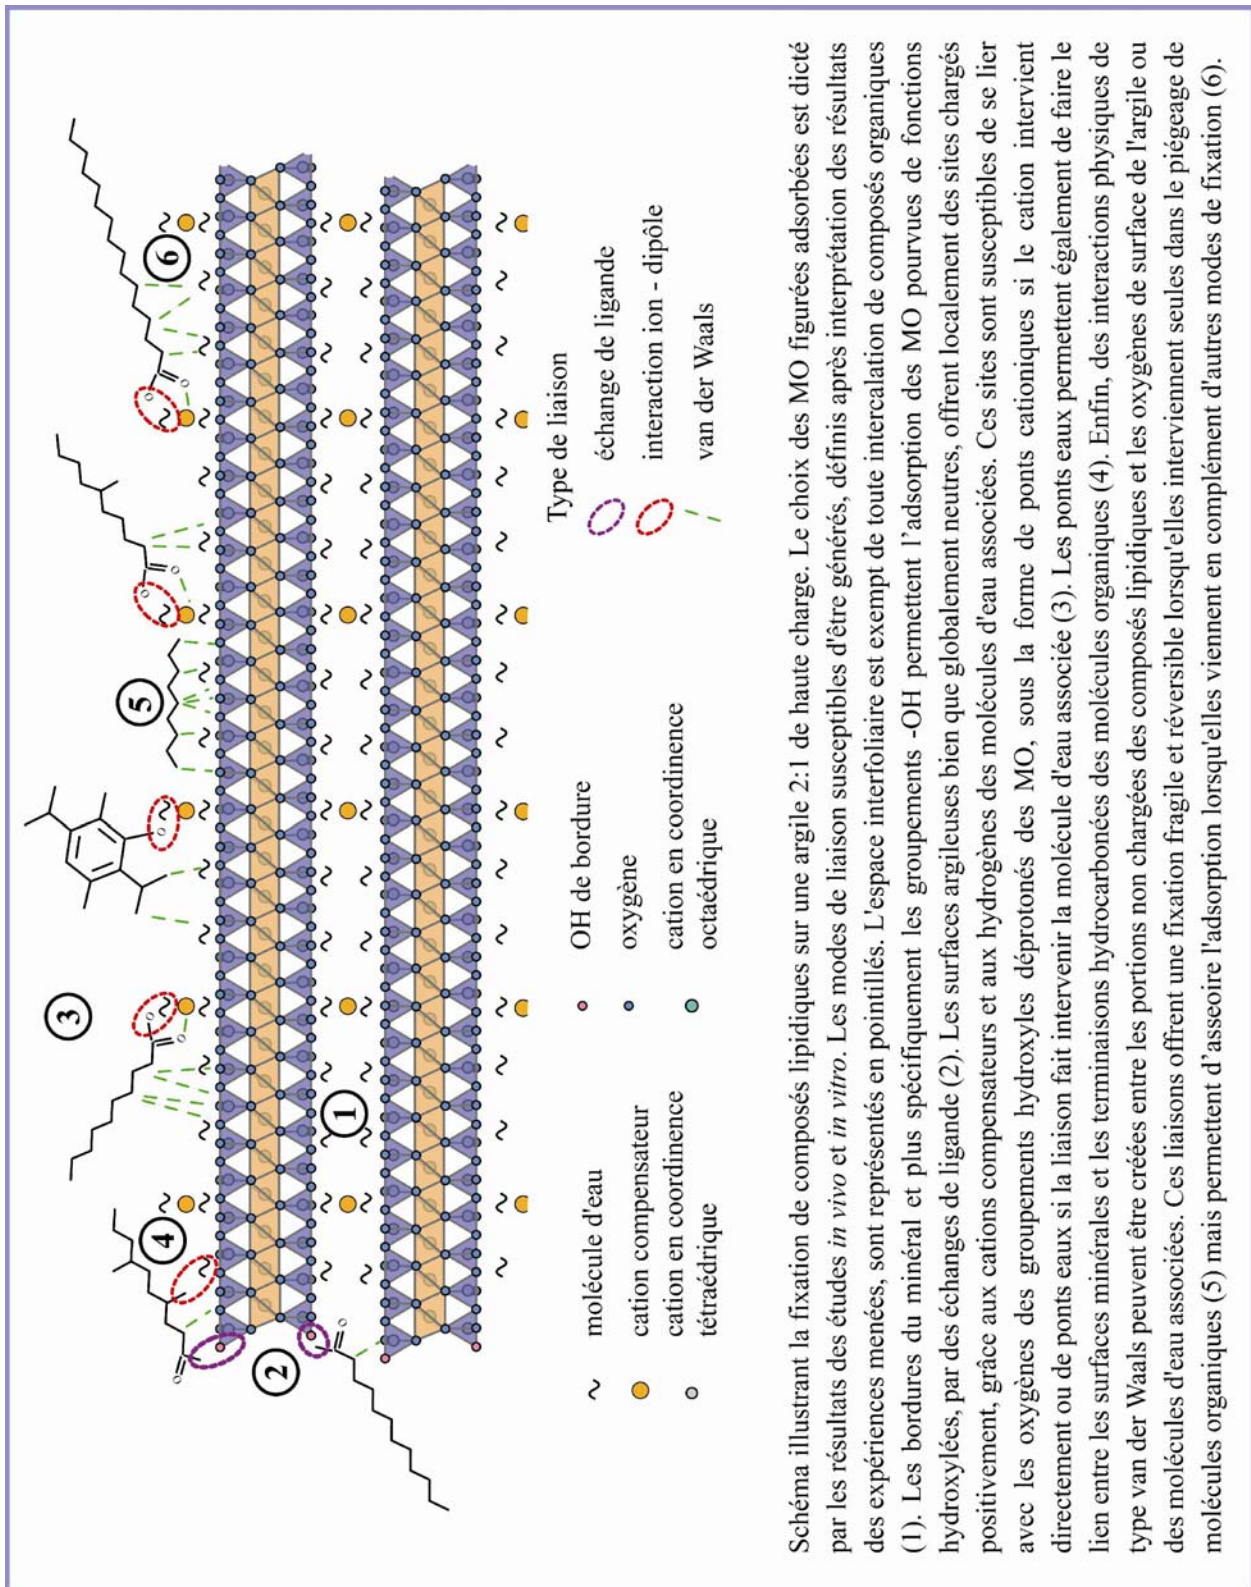 6
5
3
4
1
2
Type de liaison
échange de ligande
interaction ion - dipôle
van der Waals
molécule d'eau
cation compensateur
cation en coordinence
tétraédrique
OH de bordure
oxygène
cation en coordinence
octaédrique
Schéma illustrant la fixation de composés lipidiques sur une argile 2:1 de haute charge. Le choix des MO figurées adsorbées est dicté
par les résultats des études in vivo et in vitro. Les modes de liaison susceptibles d'être générés, définis après interprétation des résultats
des expériences menées, sont représentés en pointillés. L'espace interfoliaire est exempt de toute intercalation de composés organiques
(1). Les bordures du minéral et plus spécifiquement les groupements -OH permettent l'adsorption des MO pourvues de fonctions
hydroxylées, par des échanges de ligande (2). Les surfaces argileuses bien que globalement neutres, offrent localement des sites chargés
positivement, grâce aux cations compensateurs et aux hydrogènes des molécules d'eau associées. Ces sites sont susceptibles de se lier
avec les oxygènes des groupements hydroxyles déprotonés des MO, sous la forme de ponts cationiques si le cation intervient
directement ou de ponts eaux si la liaison fait intervenir la molécule d'eau associée (3). Les ponts eaux permettent également de faire le
lien entre les surfaces minérales et les terminaisons hydrocarbonées des molécules organiques (4). Enfin, des interactions physiques de
type van der Waals peuvent être créées entre les portions non chargées des composés lipidiques et les oxygènes de surface de l'argile ou
des molécules d'eau associées. Ces liaisons offrent une fixation fragile et réversible lorsqu'elles interviennent seules dans le piégeage de
molécules organiques (5) mais permettent d'asseoire l'adsorption lorsqu'elles viennent en complément d'autres modes de fixation (6).